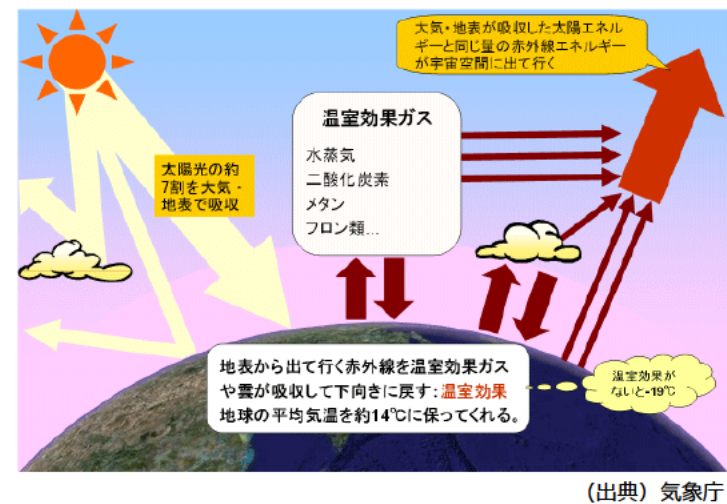 大気・地表が吸収した太陽エネル
ギーと同じ量の赤外線エネルギー
が宇宙空間に出て行く
温室効果ガス
水蒸気
二酸化炭素
メタン
フロン類...
太陽光の約
7割を大気・
地表で吸収
地表から出て行く赤外線を温室効果ガス
や雲が吸収して下向きに戻す:温室効果
地球の平均気温を約14℃に保ってくれる。
温室効果が
ないと-19℃
(出典) 気象庁